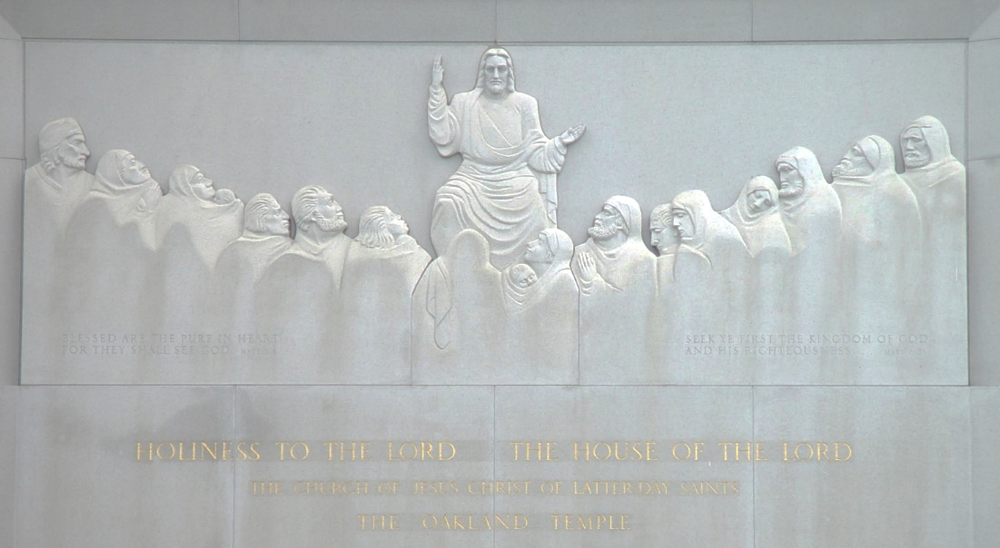 BLESSED ARE THE PURE IN HEART
FOR THEY SHALL SEE GOD
SEEK YE FIRST THE KINGDOM OF GOD
AND HIS RIGHTEOUSNESS
HOLINESS TO THE LORD THE HOUSE OF THE LORD
THE CHURCH OF JESUS CHRIST OF LATTER-DAY SAINTS
THE OAKLAND TEMPLE